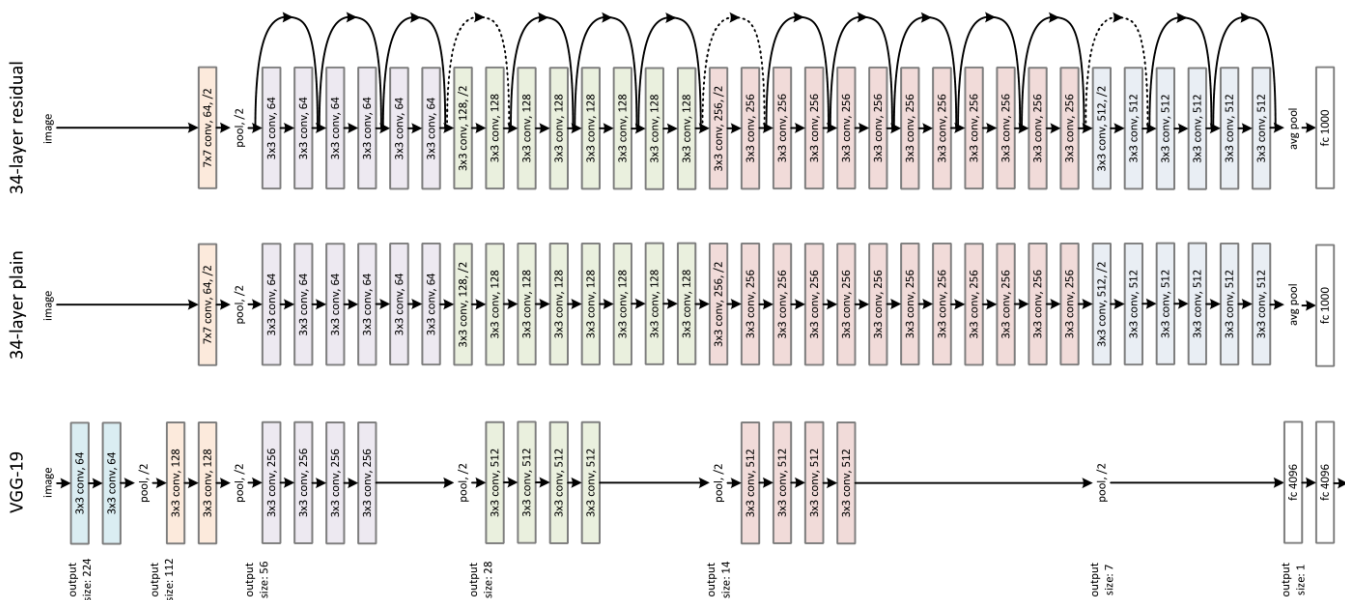 34-layer residual
image
7x7 conv, 64, /2
pool, /2
3x3 conv, 64
3x3 conv, 64
3x3 conv, 64
3x3 conv, 64
3x3 conv, 64
3x3 conv, 64
3x3 conv, 128, /2
3x3 conv, 128
3x3 conv, 128
3x3 conv, 128
3x3 conv, 128
3x3 conv, 128
3x3 conv, 128
3x3 conv, 128
3x3 conv, 256, /2
3x3 conv, 256
3x3 conv, 256
3x3 conv, 256
3x3 conv, 256
3x3 conv, 256
3x3 conv, 256
3x3 conv, 256
3x3 conv, 256
3x3 conv, 256
3x3 conv, 256
3x3 conv, 256
3x3 conv, 512, /2
3x3 conv, 512
3x3 conv, 512
3x3 conv, 512
3x3 conv, 512
3x3 conv, 512
avg pool
fc 1000
34-layer plain
image
7x7 conv, 64, /2
pool, /2
3x3 conv, 64
3x3 conv, 64
3x3 conv, 64
3x3 conv, 64
3x3 conv, 64
3x3 conv, 64
3x3 conv, 128, /2
3x3 conv, 128
3x3 conv, 128
3x3 conv, 128
3x3 conv, 128
3x3 conv, 128
3x3 conv, 128
3x3 conv, 128
3x3 conv, 256, /2
3x3 conv, 256
3x3 conv, 256
3x3 conv, 256
3x3 conv, 256
3x3 conv, 256
3x3 conv, 256
3x3 conv, 256
3x3 conv, 256
3x3 conv, 256
3x3 conv, 256
3x3 conv, 256
3x3 conv, 512, /2
3x3 conv, 512
3x3 conv, 512
3x3 conv, 512
3x3 conv, 512
3x3 conv, 512
avg pool
fc 1000
VGG-19
image
3x3 conv, 64
3x3 conv, 64
pool, /2
3x3 conv, 128
3x3 conv, 128
pool, /2
3x3 conv, 256
3x3 conv, 256
3x3 conv, 256
3x3 conv, 256
pool, /2
3x3 conv, 512
3x3 conv, 512
3x3 conv, 512
3x3 conv, 512
pool, /2
3x3 conv, 512
3x3 conv, 512
3x3 conv, 512
3x3 conv, 512
pool, /2
fc 4096
fc 4096
output
size: 224
output
size: 112
output
size: 56
output
size: 28
output
size: 14
output
size: 7
output
size: 1